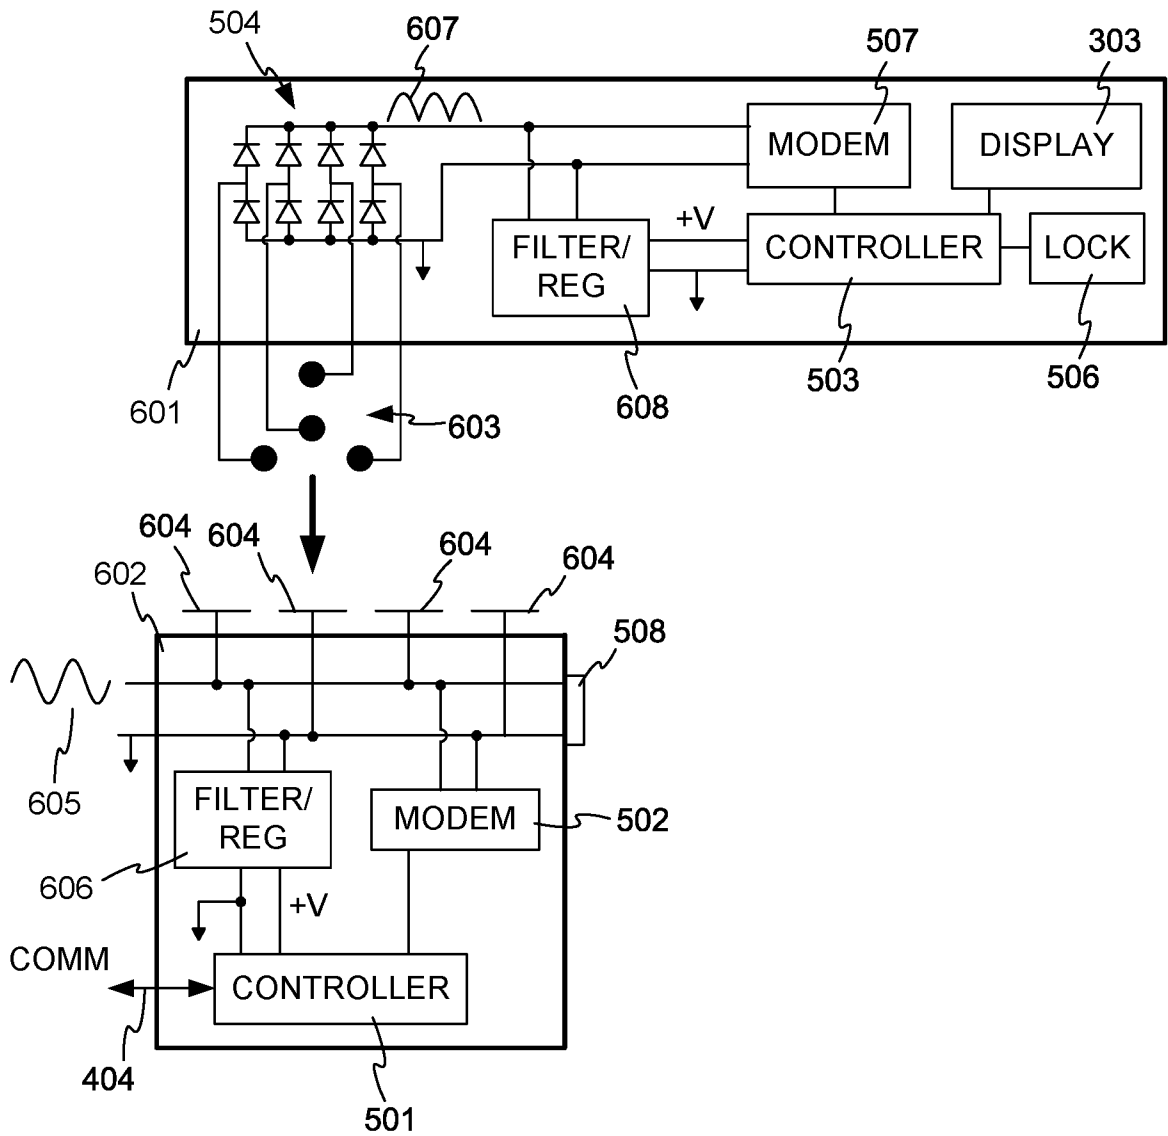 504
607
507
303
MODEM
DISPLAY
+V
FILTER/
REG
CONTROLLER
LOCK
601
603
608
503
506
604
604
604
604
602
508
605
FILTER/
REG
MODEM
502
606
+V
COMM
CONTROLLER
404
501